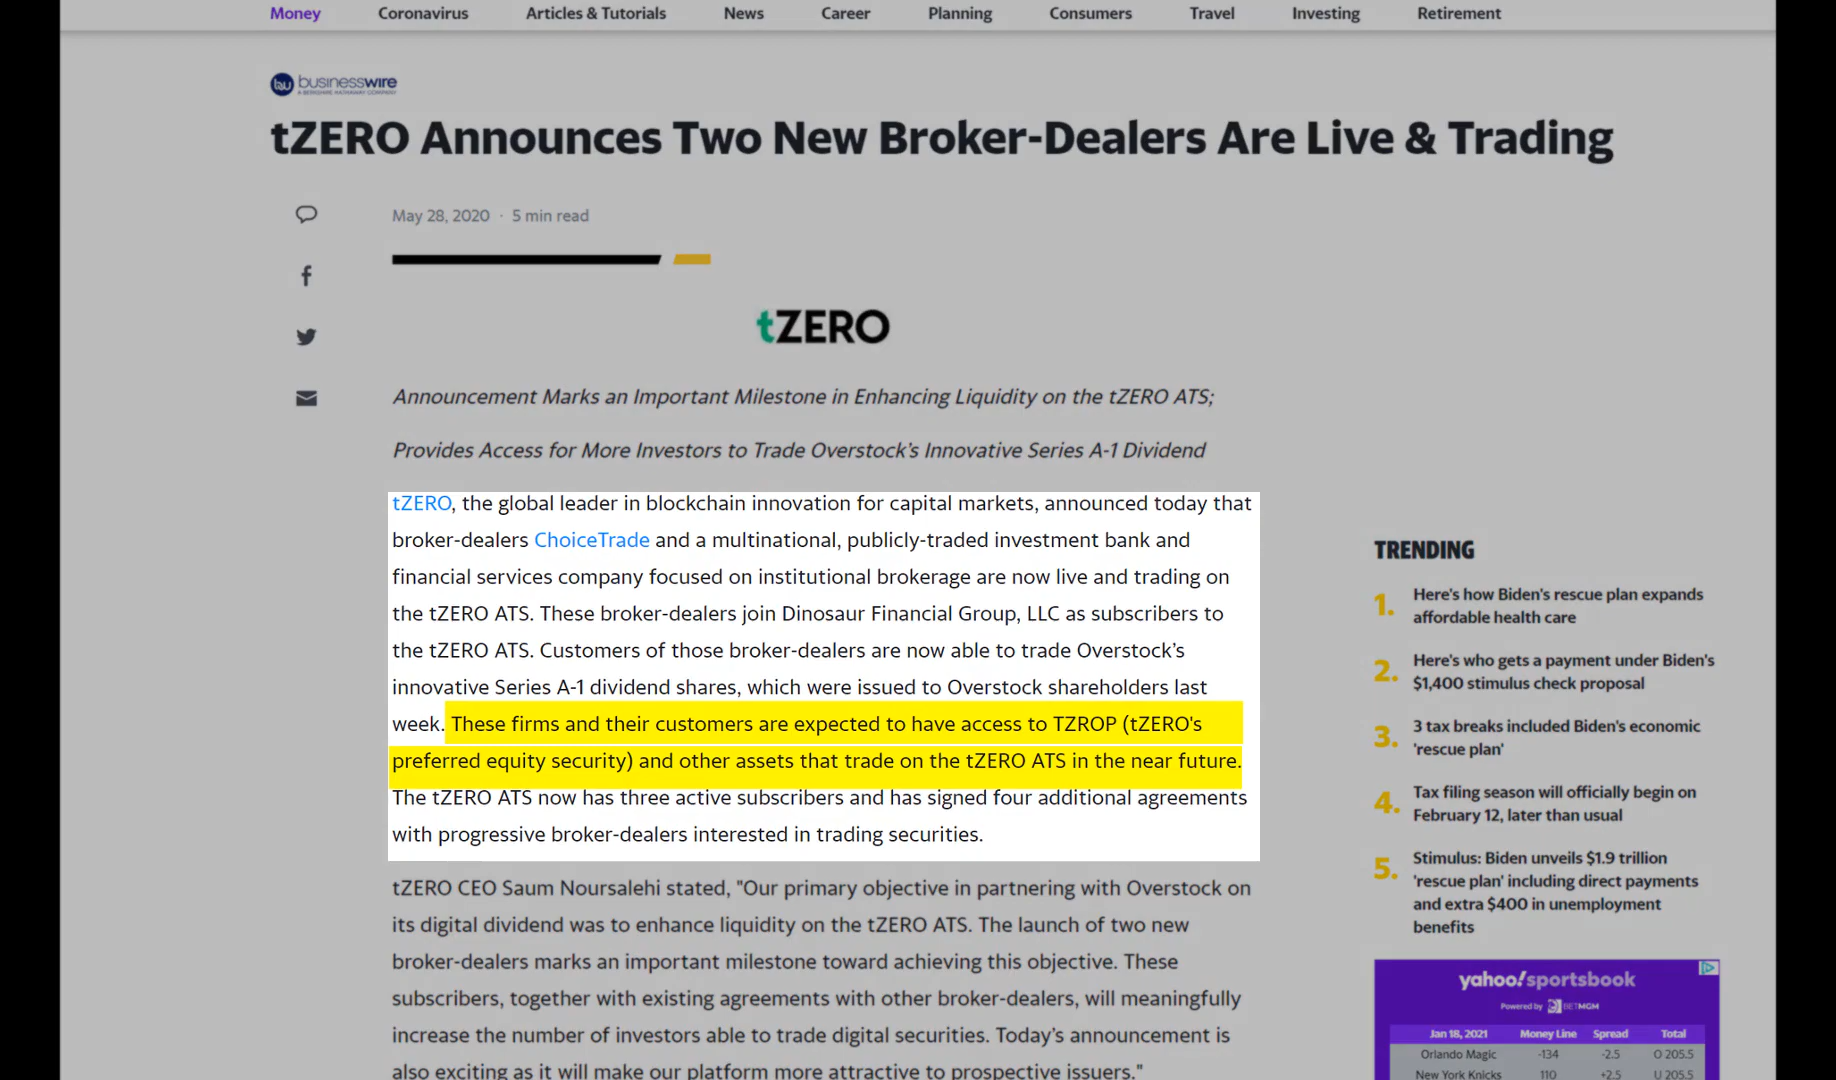 Money Coronavirus Articles & Tutorials News Career Planning Consumers Travel Investing Retirement
bw businesswire
A BERKSHIRE HATHAWAY COMPANY
tZERO Announces Two New Broker-Dealers Are Live & Trading
May 28, 2020 · 5 min read
tZERO
Announcement Marks an Important Milestone in Enhancing Liquidity on the tZERO ATS;
Provides Access for More Investors to Trade Overstock’s Innovative Series A-1 Dividend
tZERO, the global leader in blockchain innovation for capital markets, announced today that
broker-dealers ChoiceTrade and a multinational, publicly-traded investment bank and
financial services company focused on institutional brokerage are now live and trading on
the tZERO ATS. These broker-dealers join Dinosaur Financial Group, LLC as subscribers to
the tZERO ATS. Customers of those broker-dealers are now able to trade Overstock’s
innovative Series A-1 dividend shares, which were issued to Overstock shareholders last
week. These firms and their customers are expected to have access to TZROP (tZERO's
preferred equity security) and other assets that trade on the tZERO ATS in the near future.
The tZERO ATS now has three active subscribers and has signed four additional agreements
with progressive broker-dealers interested in trading securities.
tZERO CEO Saum Noursalehi stated, "Our primary objective in partnering with Overstock on
its digital dividend was to enhance liquidity on the tZERO ATS. The launch of two new
broker-dealers marks an important milestone toward achieving this objective. These
subscribers, together with existing agreements with other broker-dealers, will meaningfully
increase the number of investors able to trade digital securities. Today’s announcement is
also exciting as it will make our platform more attractive to prospective issuers."
TRENDING
1. Here's how Biden's rescue plan expands
affordable health care
2. Here's who gets a payment under Biden's
$1,400 stimulus check proposal
3. 3 tax breaks included Biden's economic
'rescue plan'
4. Tax filing season will officially begin on
February 12, later than usual
5. Stimulus: Biden unveils $1.9 trillion
'rescue plan' including direct payments
and extra $400 in unemployment
benefits
yahoo!sportsbook
Powered by BETMGM
Jan 18, 2021 Money Line Spread Total
Orlando Magic -134 -2.5 O 205.5
New York Knicks 110 +2.5 U 205.5